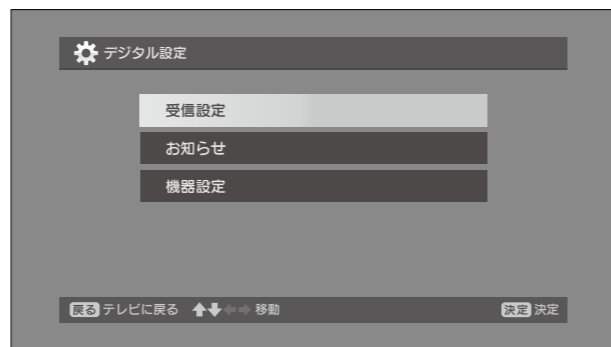 デジタル設定
受信設定
お知らせ
機器設定
戻る テレビに戻る 移動 決定 決定